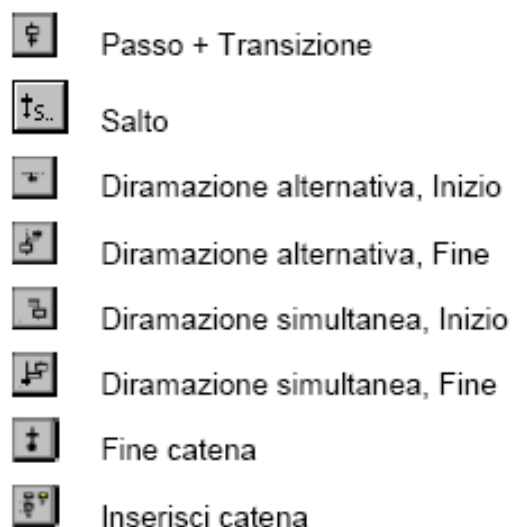 Passo + Transizione
S..
Salto
Diramazione alternativa, Inizio
Diramazione alternativa, Fine
Diramazione simultanea, Inizio
Diramazione simultanea, Fine
Fine catena
Inserisci catena